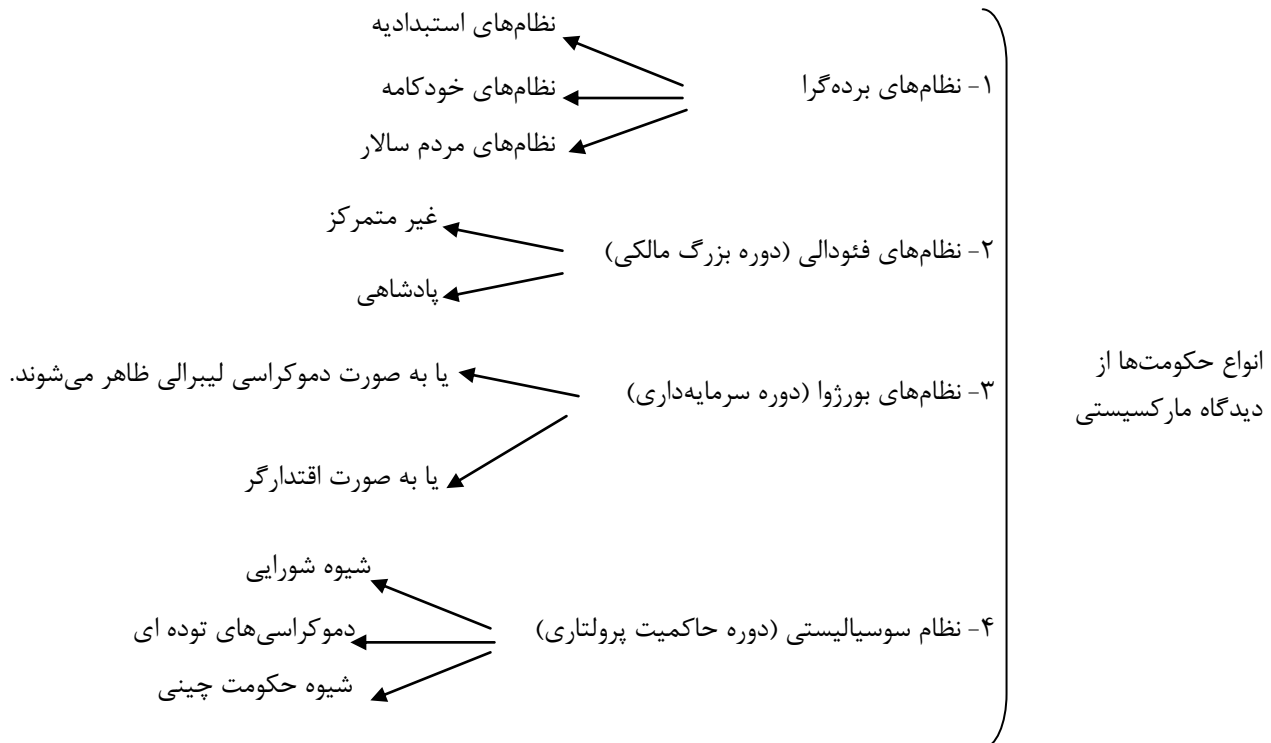 انواع حکومت‌ها از
دیدگاه مارکسیستی
۱- نظام‌های برده‌گرا
نظام‌های استبدادیه
نظام‌های خودکامه
نظام‌های مردم سالار
۲- نظام‌های فئودالی (دوره بزرگ مالکی)
غیر متمرکز
پادشاهی
۳- نظام‌های بورژوا (دوره سرمایه‌داری)
یا به صورت دموکراسی لیبرالی ظاهر می‌شوند.
یا به صورت اقتدارگر
۴- نظام سوسیالیستی (دوره حاکمیت پرولتاری)
شیوه شورایی
دموکراسی‌های توده ای
شیوه حکومت چینی